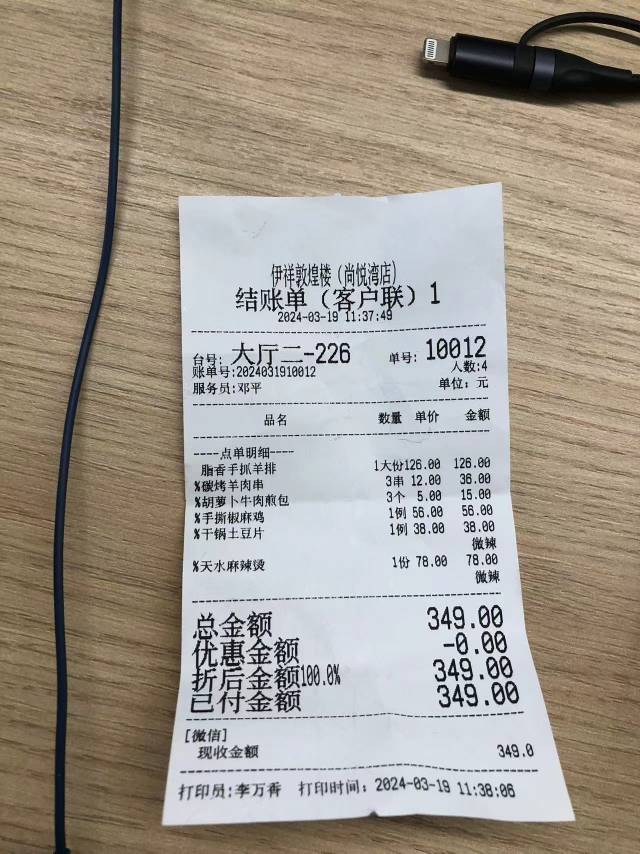 伊祥敦煌楼（尚悦湾店）
结账单（客户联）1
2024-03-19 11:37:49
台号: 大厅二-226 单号: 10012
账单号:2024031910012 人数:4
服务员:邓平 单位: 元
品名 数量 单价 金额
----点单明细----
脂香手抓羊排 1大份126.00 126.00
%碳烤羊肉串 3串 12.00 36.00
%胡萝卜牛肉煎包 3个 5.00 15.00
%手撕椒麻鸡 1例 56.00 56.00
%干锅土豆片 1例 38.00 38.00
微辣
%天水麻辣烫 1份 78.00 78.00
微辣
总金额 349.00
优惠金额 -0.00
折后金额100.0% 349.00
已付金额 349.00
[微信]
现收金额 349.0
打印员:李万香 打印时间: 2024-03-19 11:38:06